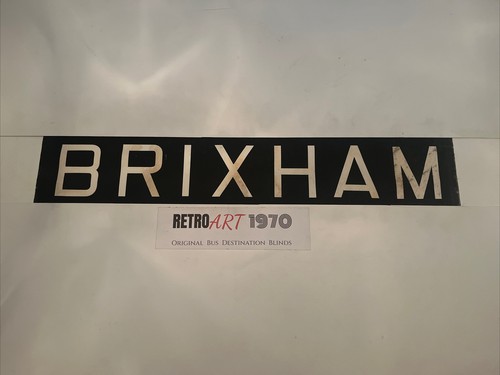 BRIXHAM
RETROART 1970
Original Bus Destination Blinds